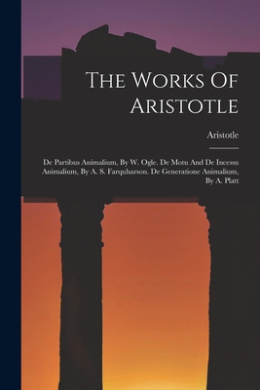 The Works Of
Aristotle
Aristotle
De Partibus Animalium, By W. Ogle. De Motu And De Incessu
Animalium, By A. S. Farquharson. De Generatione Animalium,
By A. Platt